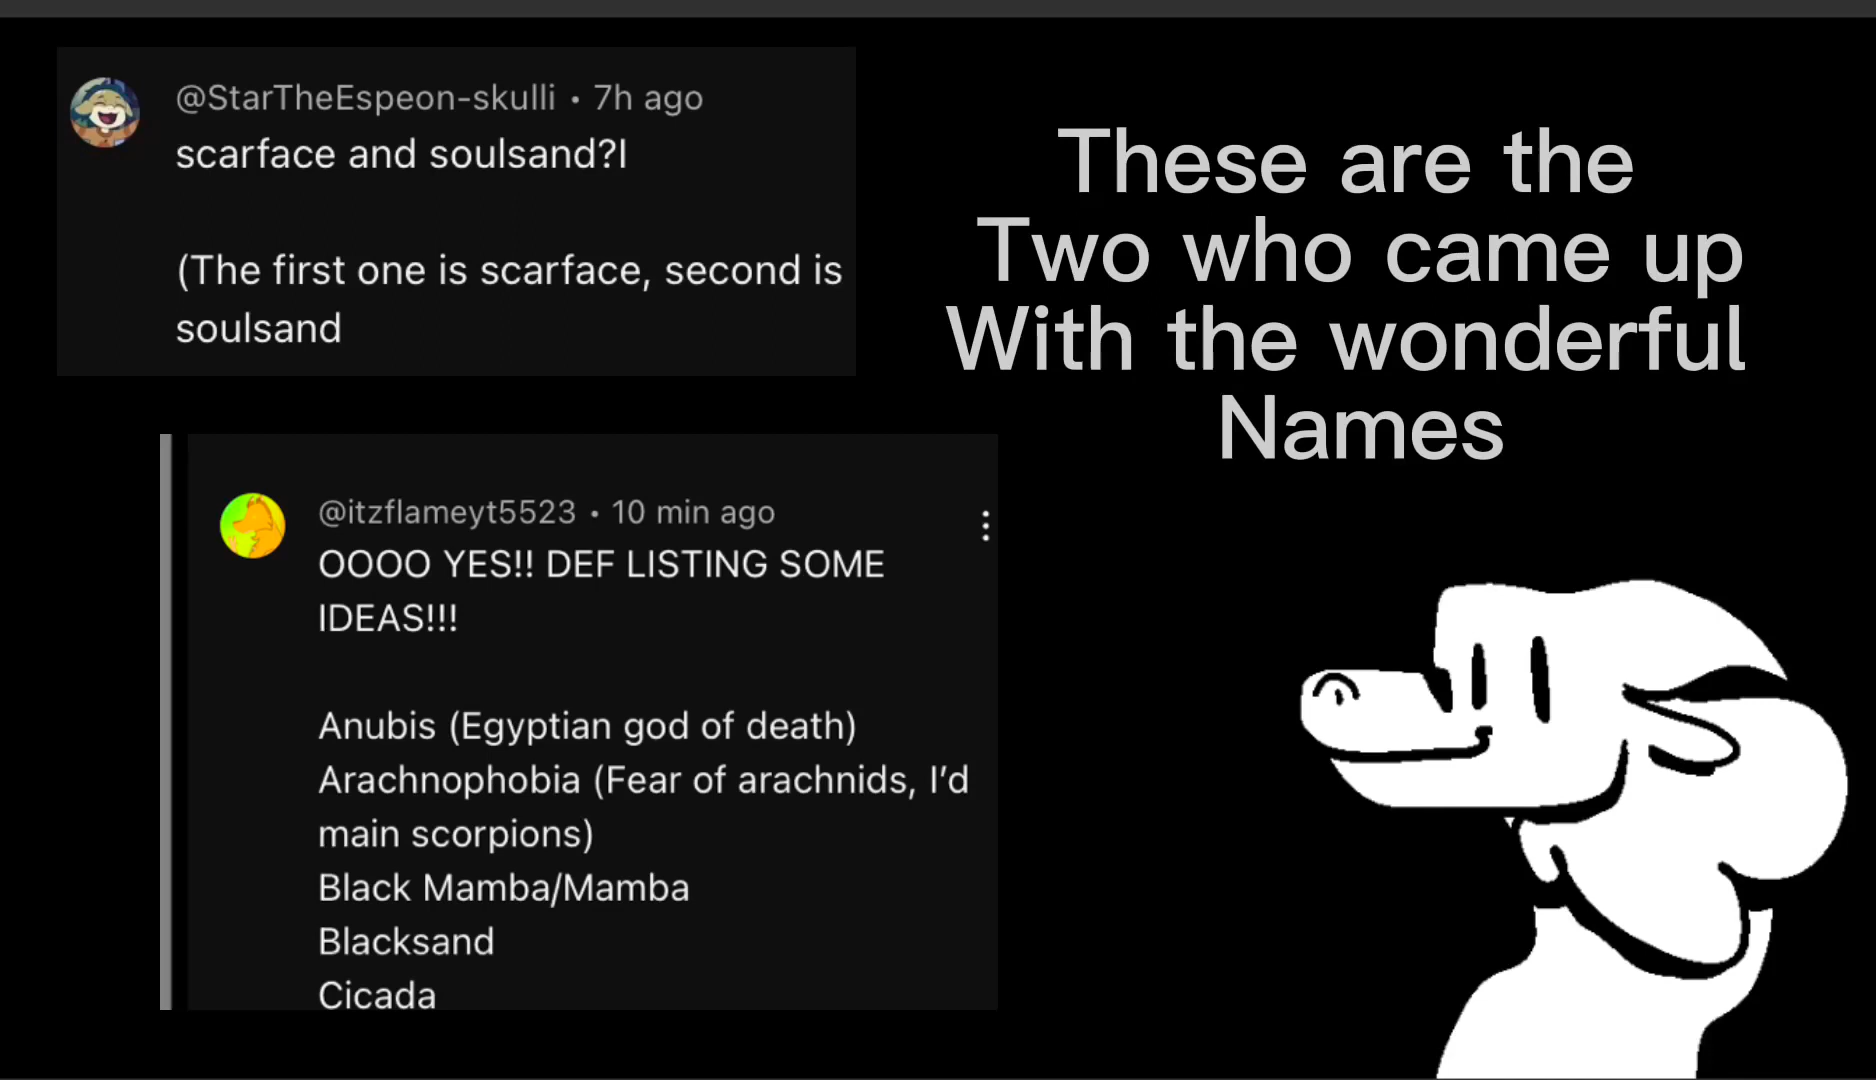 @StarTheEspeon-skulli • 7h ago
scarface and soulsand?I
(The first one is scarface, second is
soulsand
These are the
Two who came up
With the wonderful
Names
@itzflameyt5523 • 10 min ago
OOOO YES!! DEF LISTING SOME
IDEAS!!!
Anubis (Egyptian god of death)
Arachnophobia (Fear of arachnids, I'd
main scorpions)
Black Mamba/Mamba
Blacksand
Cicada